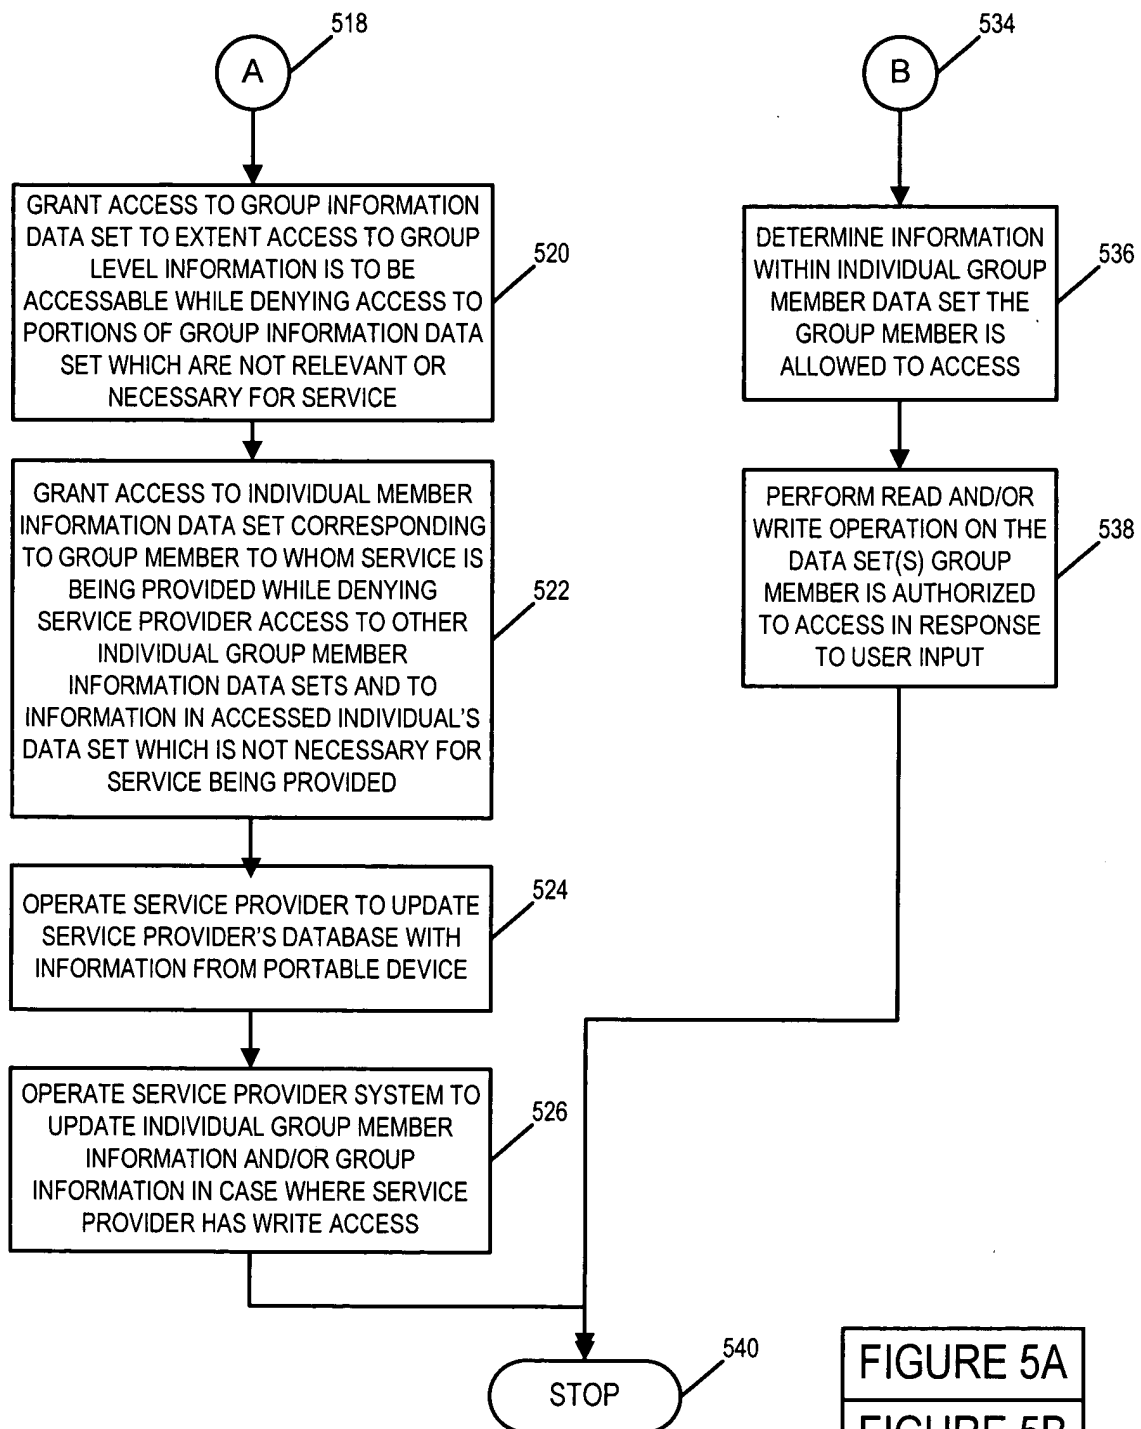 518
A
GRANT ACCESS TO GROUP INFORMATION
DATA SET TO EXTENT ACCESS TO GROUP
LEVEL INFORMATION IS TO BE
ACCESSABLE WHILE DENYING ACCESS TO
PORTIONS OF GROUP INFORMATION DATA
SET WHICH ARE NOT RELEVANT OR
NECESSARY FOR SERVICE
520
GRANT ACCESS TO INDIVIDUAL MEMBER
INFORMATION DATA SET CORRESPONDING
TO GROUP MEMBER TO WHOM SERVICE IS
BEING PROVIDED WHILE DENYING
SERVICE PROVIDER ACCESS TO OTHER
INDIVIDUAL GROUP MEMBER
INFORMATION DATA SETS AND TO
INFORMATION IN ACCESSED INDIVIDUAL'S
DATA SET WHICH IS NOT NECESSARY FOR
SERVICE BEING PROVIDED
522
OPERATE SERVICE PROVIDER TO UPDATE
SERVICE PROVIDER'S DATABASE WITH
INFORMATION FROM PORTABLE DEVICE
524
OPERATE SERVICE PROVIDER SYSTEM TO
UPDATE INDIVIDUAL GROUP MEMBER
INFORMATION AND/OR GROUP
INFORMATION IN CASE WHERE SERVICE
PROVIDER HAS WRITE ACCESS
526
534
B
DETERMINE INFORMATION
WITHIN INDIVIDUAL GROUP
MEMBER DATA SET THE
GROUP MEMBER IS
ALLOWED TO ACCESS
536
PERFORM READ AND/OR
WRITE OPERATION ON THE
DATA SET(S) GROUP
MEMBER IS AUTHORIZED
TO ACCESS IN RESPONSE
TO USER INPUT
538
STOP
540
FIGURE 5A
FIGURE 5B